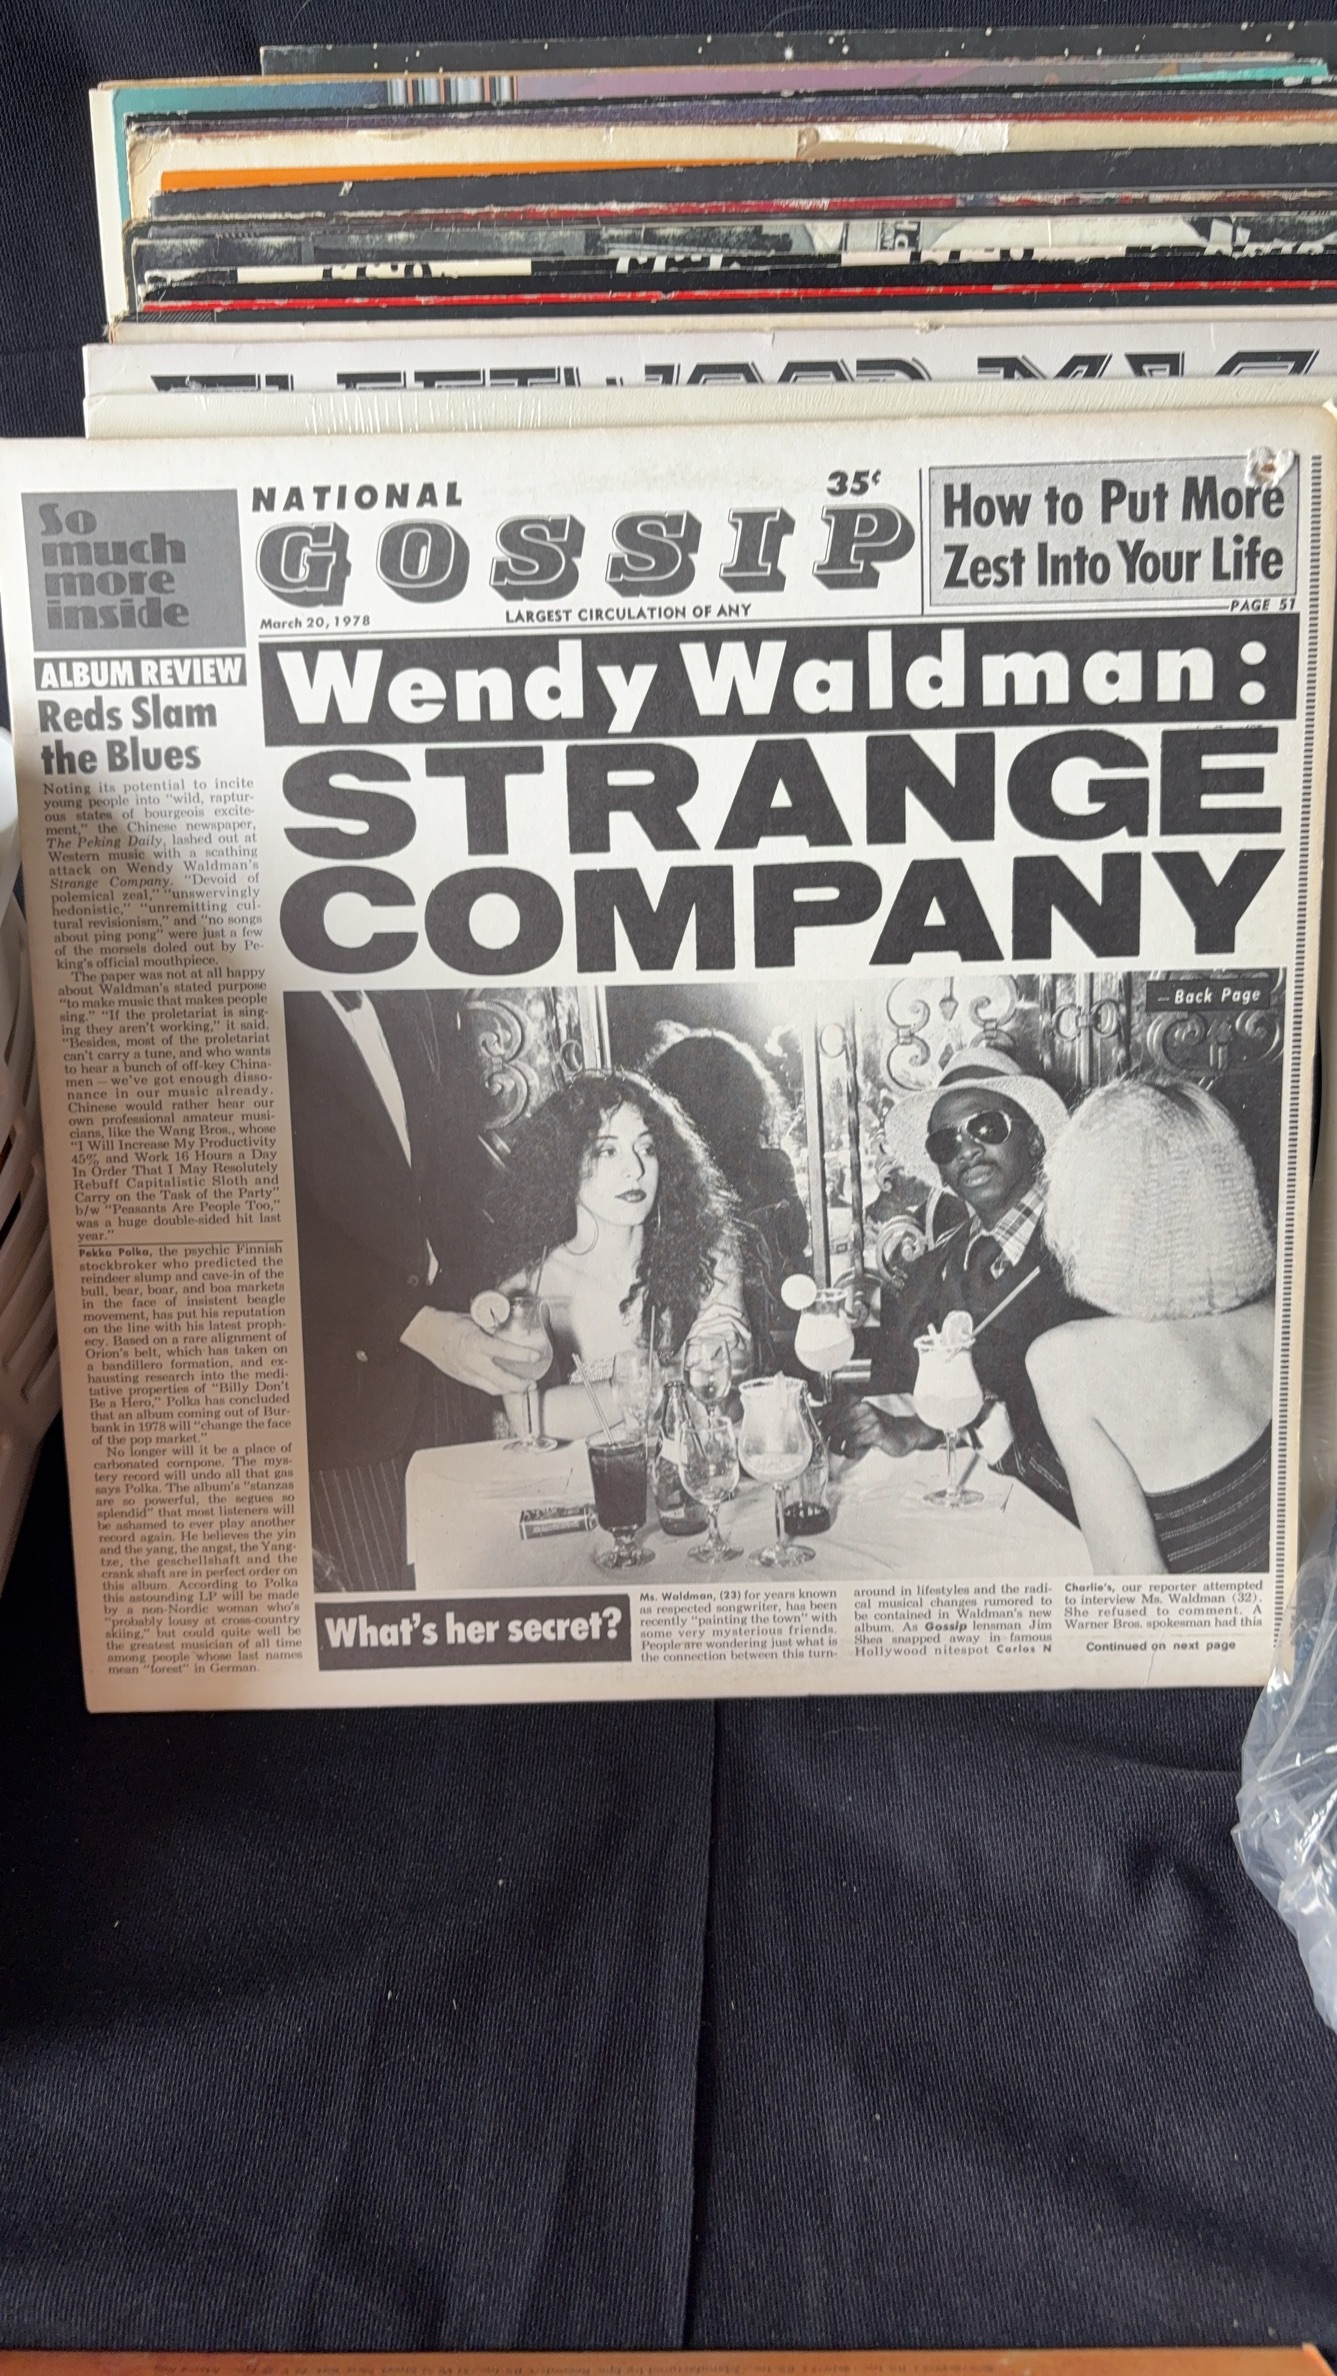 FLEETWOOD MAC
So
much
more
inside
NATIONAL
35¢
GOSSIP
March 20, 1978
LARGEST CIRCULATION OF ANY
How to Put More
Zest Into Your Life
PAGE 51
ALBUM REVIEW
Reds Slam
the Blues
Noting its potential to incite
young people into "wild, raptur-
ous states of bourgeois excite-
ment," the Chinese newspaper,
The Peking Daily, lashed out at
Western music with a scathing
attack on Wendy Waldman's
Strange Company. "Devoid of
polemical zeal," "unswervingly
hedonistic," "unremitting cul-
tural revisionism," and "no songs
about ping pong" were just a few
of the morsels doled out by Pe-
king's official mouthpiece.
The paper was not at all happy
about Waldman's stated purpose
"to make music that makes people
sing." "If the proletariat is sing-
ing they aren't working," it said.
"Besides, most of the proletariat
can't carry a tune, and who wants
to hear a bunch of off-key China-
men — we've got enough disso-
nance in our music already.
Chinese would rather hear our
own professional amateur musi-
cians, like the Wang Bros., whose
"I Will Increase My Productivity
45% and Work 16 Hours a Day
In Order That I May Resolutely
Rebuff Capitalistic Sloth and
Carry on the Task of the Party"
b/w "Peasants Are People Too,"
was a huge double-sided hit last
year."
Pekka Polka, the psychic Finnish
stockbroker who predicted the
reindeer slump and cave-in of the
bull, bear, boar, and boa markets
in the face of insistent beagle
movement, has put his reputation
on the line with his latest proph-
ecy. Based on a rare alignment of
Orion's belt, which has taken on
a bandillero formation, and ex-
hausting research into the medi-
tative properties of "Billy Don't
Be a Hero," Polka has concluded
that an album coming out of Bur-
bank in 1978 will "change the face
of the pop market."
No longer will it be a place of
carbonated cornpone. The mys-
tery record will undo all that gas
says Polka. The album's "stanzas
are so powerful, the segues so
splendid" that most listeners will
be ashamed to ever play another
record again. He believes the yin
and the yang, the angst, the Yang-
tze, the geschellshaft and the
crank shaft are in perfect order on
this album. According to Polka
this astounding LP will be made
by a non-Nordic woman who's
"probably lousy at cross-country
skiing," but could quite well be
the greatest musician of all time
among people whose last names
mean "forest" in German.
Wendy Waldman:
STRANGE
COMPANY
— Back Page
What's her secret?
Ms. Waldman, (23) for years known
as respected songwriter, has been
recently "painting the town" with
some very mysterious friends.
People are wondering just what is
the connection between this turn-
around in lifestyles and the radi-
cal musical changes rumored to
be contained in Waldman's new
album. As Gossip lensman Jim
Shea snapped away in famous
Hollywood nitespot Carlos N
Charlie's, our reporter attempted
to interview Ms. Waldman (32).
She refused to comment. A
Warner Bros. spokesman had this
Continued on next page